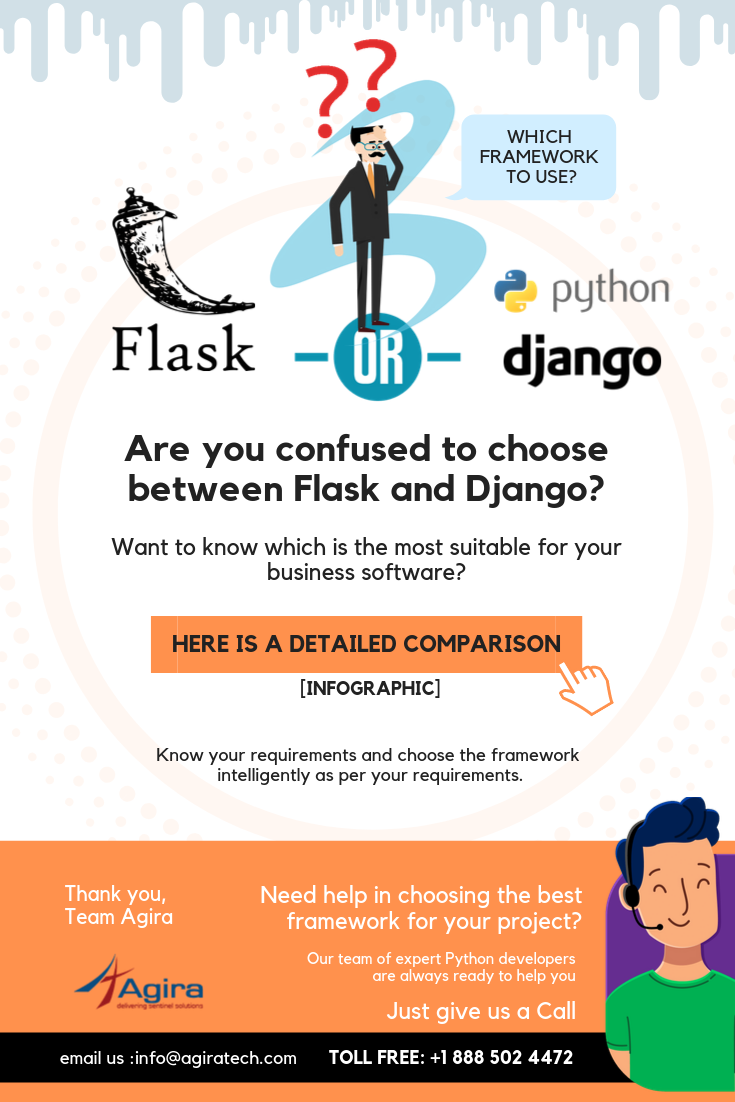 ??
WHICH
FRAMEWORK
TO USE?
Flask
OR
python
django
Are you confused to choose
between Flask and Django?
Want to know which is the most suitable for your
business software?
HERE IS A DETAILED COMPARISON
[INFOGRAPHIC]
Know your requirements and choose the framework
intelligently as per your requirements.
Thank you,
Team Agira
Agira
delivering sentinel solutions
Need help in choosing the best
framework for your project?
Our team of expert Python developers
are always ready to help you
Just give us a Call
email us :info@agiratech.com
TOLL FREE: +1 888 502 4472